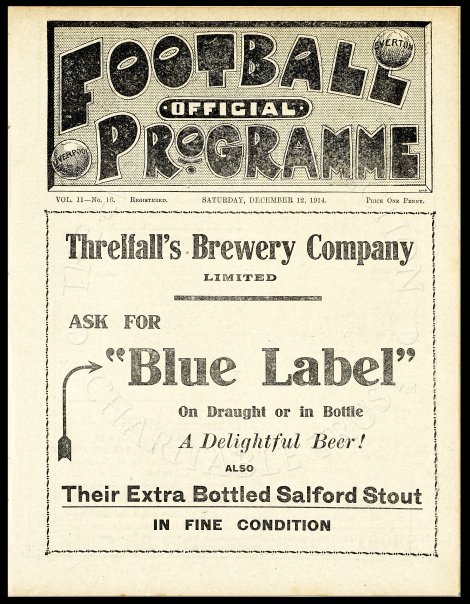 FOOTBALL
EVERTON
OFFICIAL
LIVERPOOL
PROGRAMME
VOL. 11—No. 16. REGISTERED. SATURDAY, DECEMBER 12, 1914. PRICE ONE PENNY.
Threlfall's Brewery Company
LIMITED
ASK FOR
"Blue Label"
On Draught or in Bottle
A Delightful Beer!
ALSO
Their Extra Bottled Salford Stout
IN FINE CONDITION